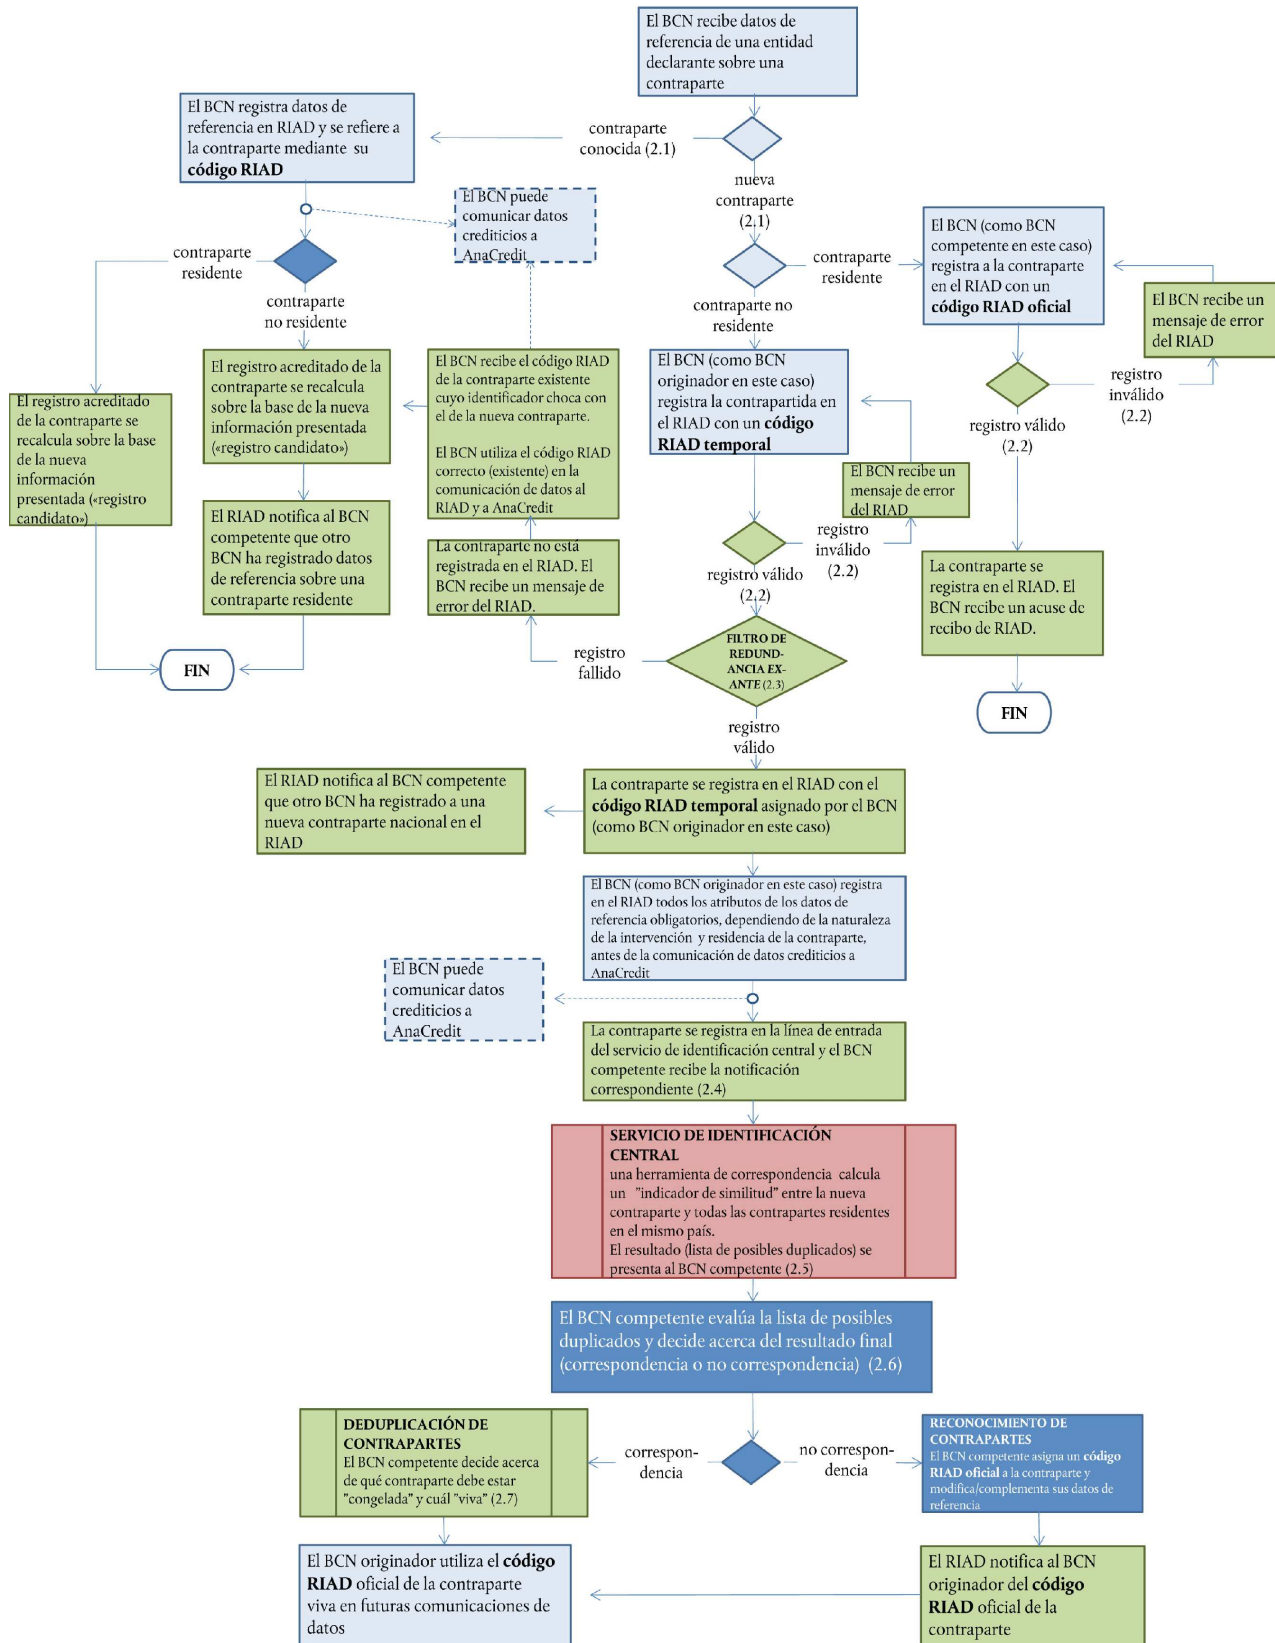 El BCN recibe datos de
referencia de una entidad
declarante sobre una
contraparte
El BCN registra datos de
referencia en RIAD y se refiere a
la contraparte mediante su
código RIAD
contraparte
conocida (2.1)
nueva
contraparte
(2.1)
El BCN puede
comunicar datos
crediticios a
AnaCredit
El BCN (como BCN
competente en este caso)
registra a la contraparte
en el RIAD con un
código RIAD oficial
contraparte
residente
contraparte
residente
contraparte
no residente
contraparte no
residente
El BCN recibe un
mensaje de error
del RIAD
El registro acreditado
de la contraparte se
recalcula sobre la base
de la nueva
información
presentada («registro
candidato»)
El registro acreditado de la
contraparte se recalcula
sobre la base de la nueva
información presentada
(«registro candidato»)
El BCN recibe el código RIAD
de la contraparte existente
cuyo identificador choca con
el de la nueva contraparte.
El BCN utiliza el código RIAD
correcto (existente) en la
comunicación de datos al
RIAD y a AnaCredit
El BCN (como BCN
originador en este caso)
registra la contrapartida en
el RIAD con un código
RIAD temporal
registro
inválido
(2.2)
registro válido
(2.2)
El BCN recibe un
mensaje de error
del RIAD
El RIAD notifica al BCN
competente que otro
BCN ha registrado datos
de referencia sobre una
contraparte residente
La contraparte no está
registrada en el RIAD. El
BCN recibe un mensaje de
error del RIAD.
registro
inválido
(2.2)
registro válido
(2.2)
La contraparte se
registra en el RIAD. El
BCN recibe un acuse de
recibo de RIAD.
FIN
registro
fallido
FILTRO DE
REDUND-
ANCIA EX-
ANTE (2.3)
FIN
registro
válido
El RIAD notifica al BCN competente
que otro BCN ha registrado a una
nueva contraparte nacional en el
RIAD
La contraparte se registra en el RIAD con el
código RIAD temporal asignado por el BCN
(como BCN originador en este caso)
El BCN (como BCN originador en este caso) registra
en el RIAD todos los atributos de los datos de
referencia obligatorios, dependiendo de la naturaleza
de la intervención y residencia de la contraparte,
antes de la comunicación de datos crediticios a
AnaCredit
El BCN puede
comunicar datos
crediticios a
AnaCredit
La contraparte se registra en la línea de entrada
del servicio de identificación central y el BCN
competente recibe la notificación
correspondiente (2.4)
SERVICIO DE IDENTIFICACIÓN
CENTRAL
una herramienta de correspondencia calcula
un "indicador de similitud" entre la nueva
contraparte y todas las contrapartes residentes
en el mismo país.
El resultado (lista de posibles duplicados) se
presenta al BCN competente (2.5)
El BCN competente evalúa la lista de posibles
duplicados y decide acerca del resultado final
(correspondencia o no correspondencia) (2.6)
DEDUPLICACIÓN DE
CONTRAPARTES
El BCN competente decide acerca
de qué contraparte debe estar
"congelada" y cuál "viva" (2.7)
correspon-
dencia
no correspon-
dencia
RECONOCIMIENTO DE
CONTRAPARTES
El BCN competente asigna un código
RIAD oficial a la contraparte y
modifica/complementa sus datos de
referencia
El BCN originador utiliza el código
RIAD oficial de la contraparte
viva en futuras comunicaciones de
datos
El RIAD notifica al BCN
originador del código
RIAD oficial de la
contraparte